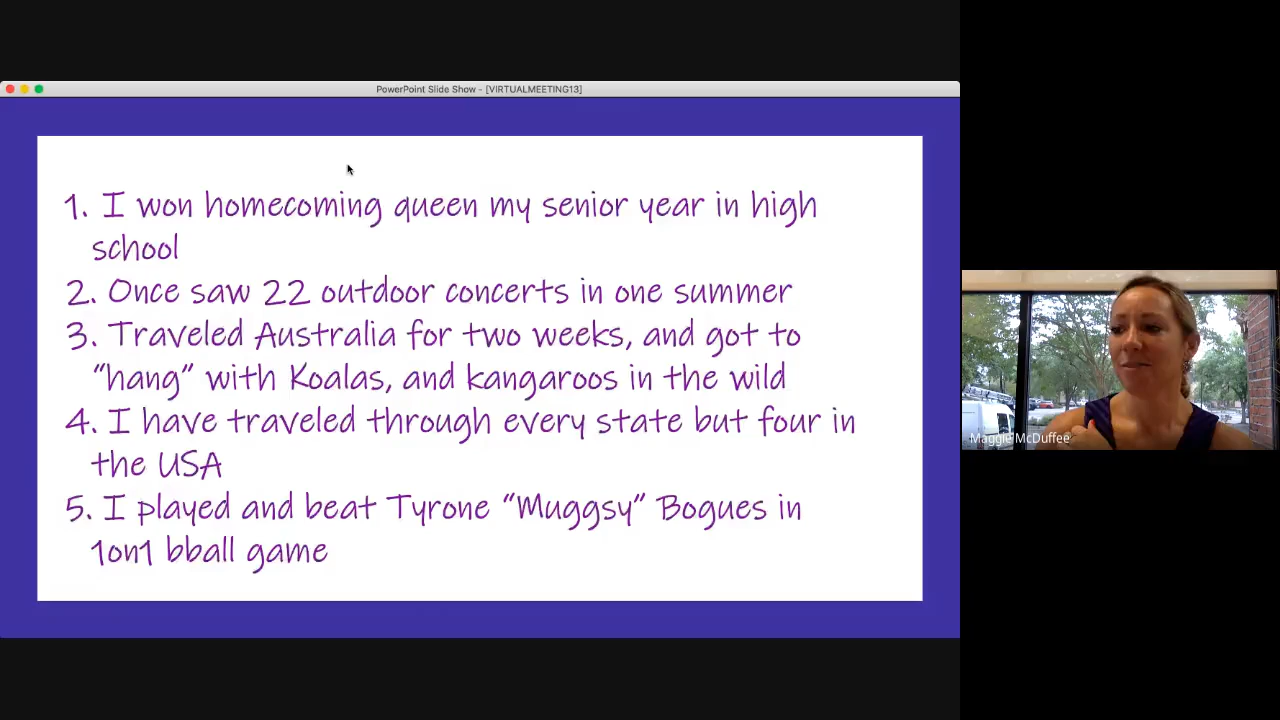 PowerPoint Slide Show - [VIRTUALMEETING13]
1. I won homecoming queen my senior year in high
school
2. Once saw 22 outdoor concerts in one summer
3. Traveled Australia for two weeks, and got to
“hang” with Koalas, and kangaroos in the wild
4. I have traveled through every state but four in
the USA
5. I played and beat Tyrone “Muggsy” Bogues in
1on1 bball game
Maggie McDuffee